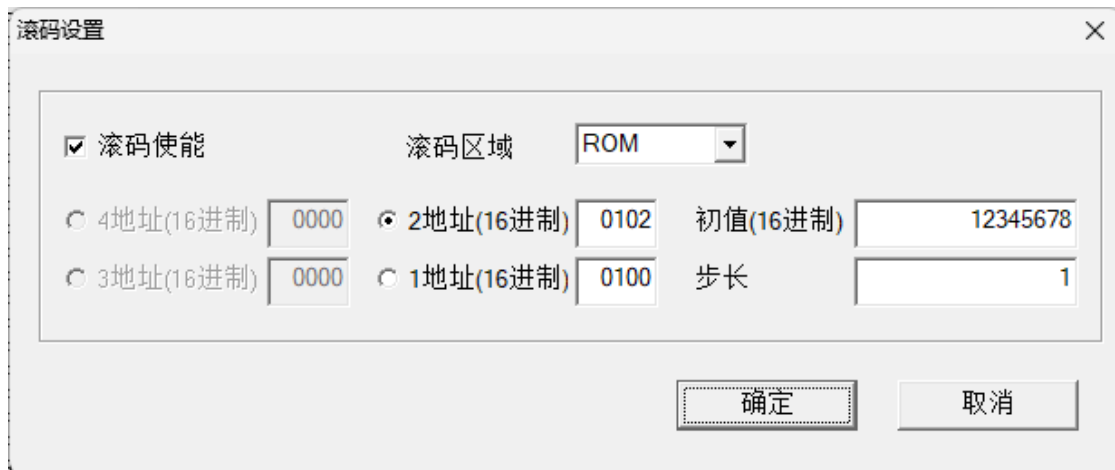 滚码设置
滚码使能 滚码区域 ROM
4地址(16进制) 0000 2地址(16进制) 0102 初值(16进制) 12345678
3地址(16进制) 0000 1地址(16进制) 0100 步长 1
确定 取消